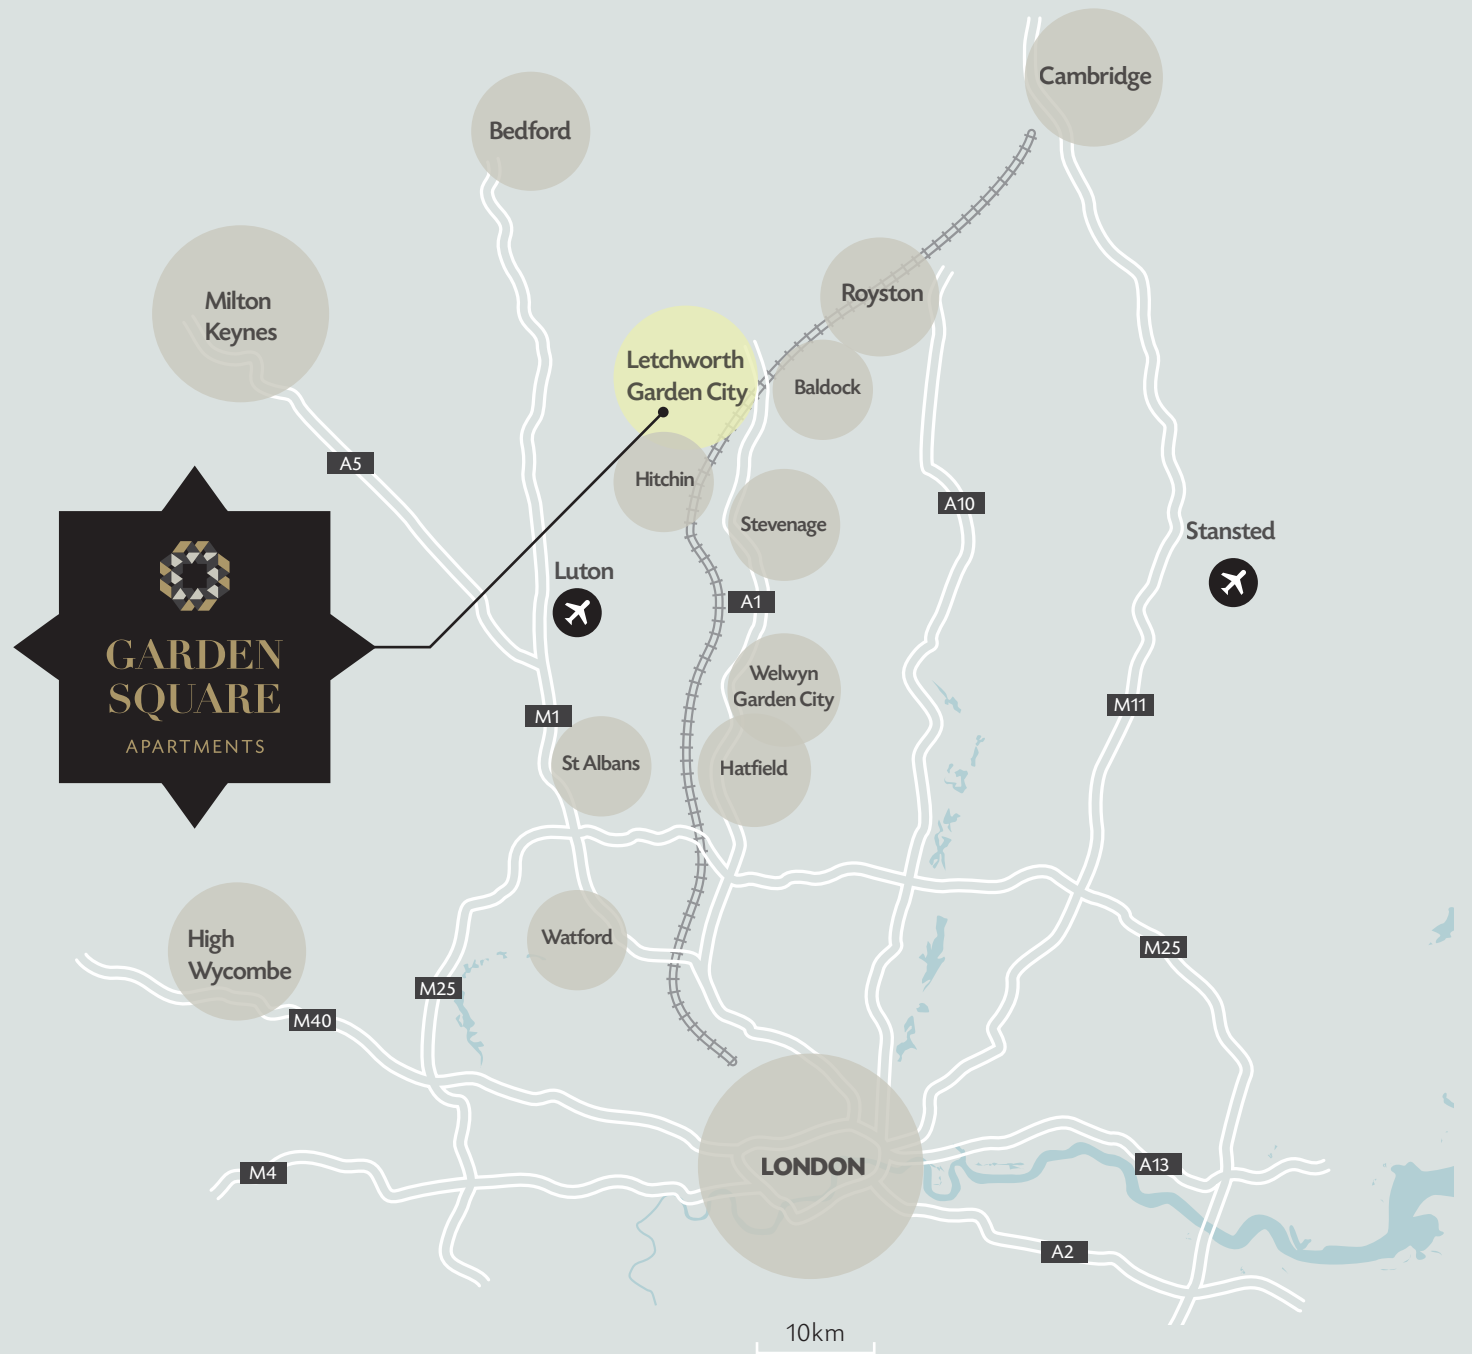 Cambridge
Bedford
Milton
Keynes
Royston
Letchworth
Garden City
Baldock
A5
Hitchin
A10
Stevenage
Stansted
Luton
A1
GARDEN
SQUARE
APARTMENTS
Welwyn
Garden City
M11
M1
St Albans
Hatfield
High
Wycombe
Watford
M25
M25
M40
LONDON
A13
M4
A2
10km